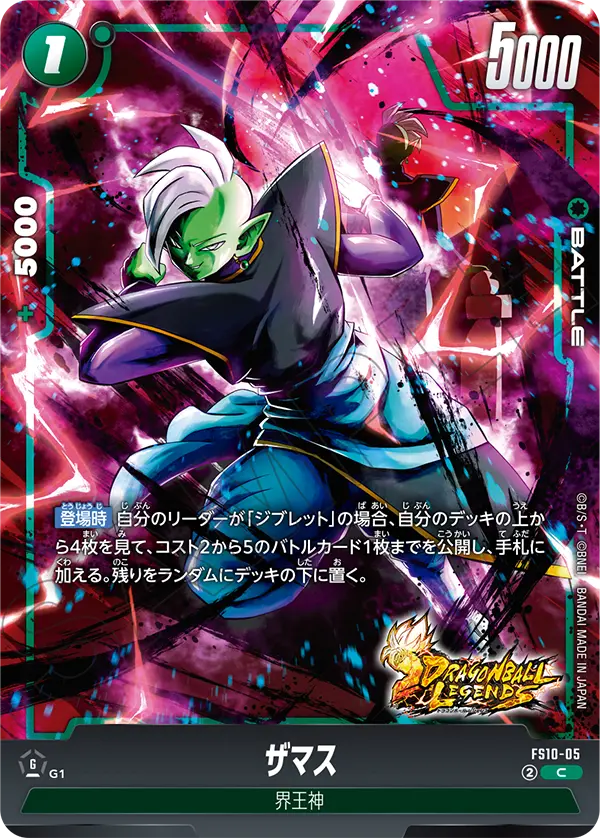 1
5000
+ 5000
BATTLE
登場時 自分のリーダーが「ジブレット」の場合、自分のデッキの上か
ら4枚を見て、コスト2から5のバトルカード1枚までを公開し、手札に
加える。残りをランダムにデッキの下に置く。
©B/S・T ©BNEI BANDAI MADE IN JAPAN
DRAGONBALL
LEGENDS
ザマス
FS10-05
G
G1
② C
界王神